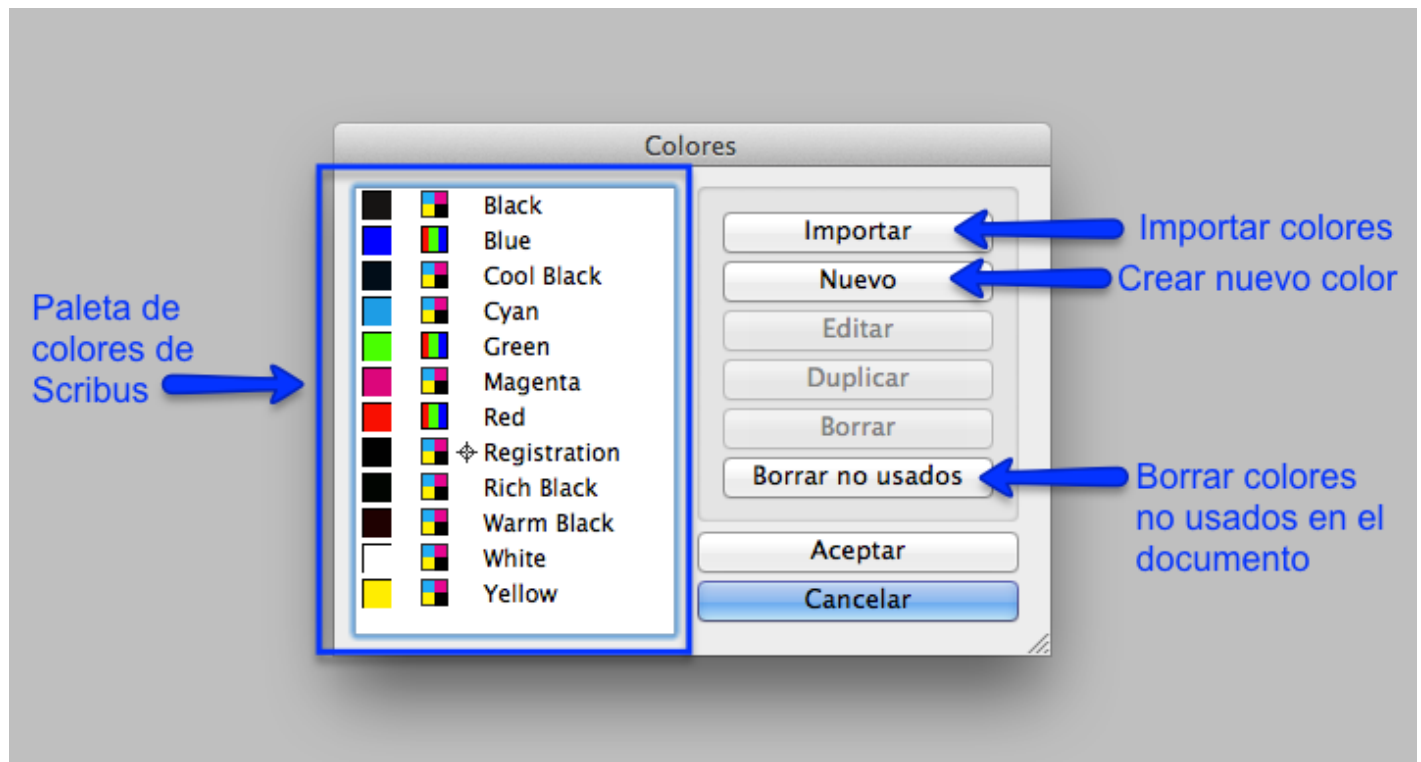 Colores
Paleta de
colores de
Scribus
Black
Blue
Cool Black
Cyan
Green
Magenta
Red
Registration
Rich Black
Warm Black
White
Yellow
Importar
Nuevo
Editar
Duplicar
Borrar
Borrar no usados
Aceptar
Cancelar
Importar colores
Crear nuevo color
Borrar colores
no usados en el
documento